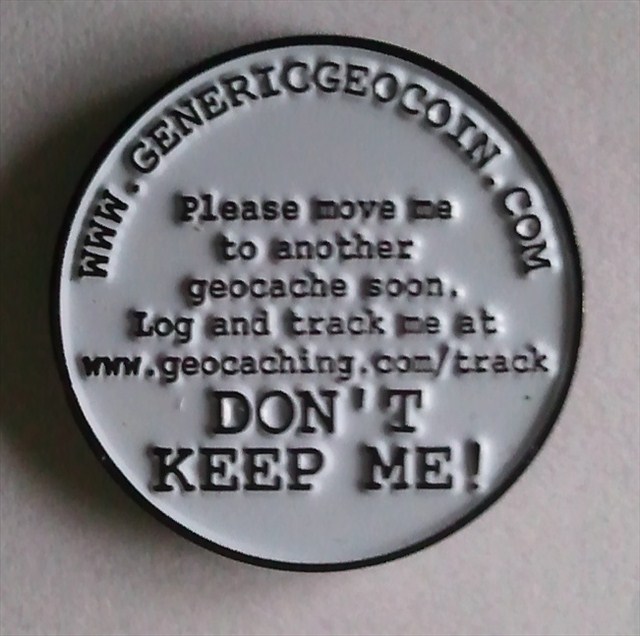 WWW.GENERICGEOCOIN.COM
Please move me
to another
geocache soon.
Log and track me at
www.geocaching.com/track
DON'T
KEEP ME!